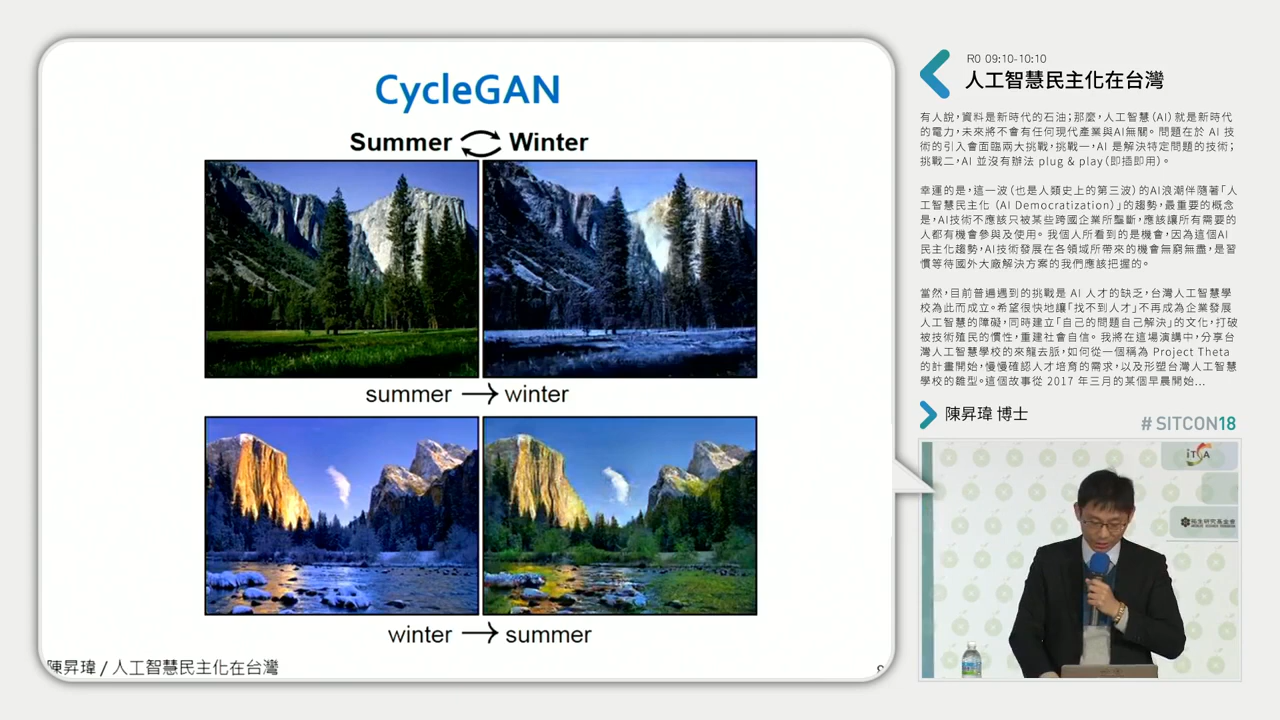 CycleGAN
Summer Winter
summer → winter
winter → summer
陳昇瑋 / 人工智慧民主化在台灣
R0 09:10-10:10
人工智慧民主化在台灣
有人說，資料是新時代的石油；那麼，人工智慧（AI）就是新時代
的電力，未來將不會有任何現代產業與AI無關。問題在於 AI 技
術的引入會面臨兩大挑戰，挑戰一，AI 是解決特定問題的技術；
挑戰二，AI 並沒有辦法 plug & play（即插即用）。
幸運的是，這一波（也是人類史上的第三波）的AI浪潮伴隨著「人
工智慧民主化（AI Democratization）」的趨勢，最重要的概念
是，AI技術不應該只被某些跨國企業所壟斷，應該讓所有需要的
人都有機會參與及使用。我個人所看到的是機會，因為這個AI
民主化趨勢，AI技術發展在各領域所帶來的機會無窮無盡，是習
慣等待國外大廠解決方案的我們應該把握的。
當然，目前普遍遇到的挑戰是 AI 人才的缺乏，台灣人工智慧學
校為此而成立。希望很快地讓「找不到人才」不再成為企業發展
人工智慧的障礙，同時建立「自己的問題自己解決」的文化，打破
被技術殖民的慣性，重建社會自信。我將在這場演講中，分享台
灣人工智慧學校的來龍去脈，如何從一個稱為 Project Theta
的計畫開始，慢慢確認人才培育的需求，以及形塑台灣人工智慧
學校的雛型。這個故事從 2017 年三月的某個早晨開始...
陳昇瑋 博士
# SITCON18